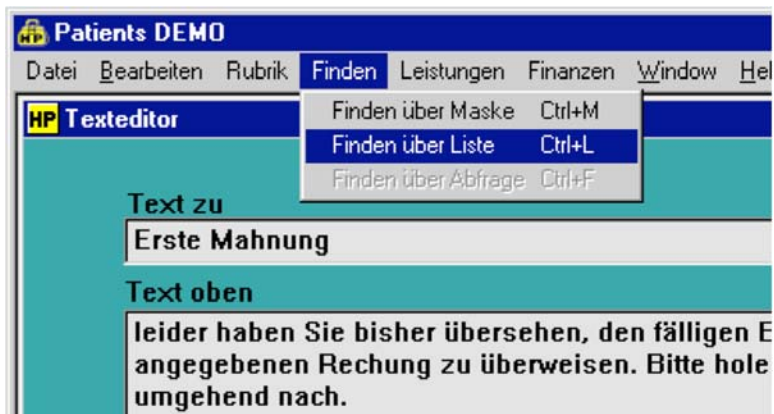 HP Patients DEMO
Datei Bearbeiten Rubrik Finden Leistungen Finanzen Window Hel
Finden über Maske Ctrl+M
Finden über Liste Ctrl+L
Finden über Abfrage Ctrl+F
HP Texteditor
Text zu
Erste Mahnung
Text oben
leider haben Sie bisher übersehen, den fälligen E
angegebenen Rechung zu überweisen. Bitte hole
umgehend nach.